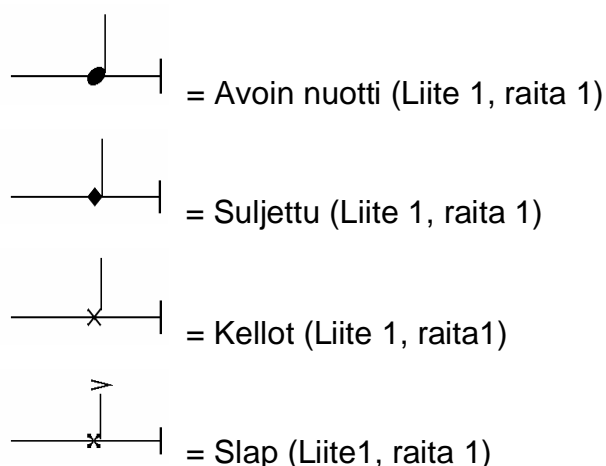 = Avoin nuotti (Liite 1, raita 1)
= Suljettu (Liite 1, raita 1)
= Kellot (Liite 1, raita1)
= Slap (Liite1, raita 1)